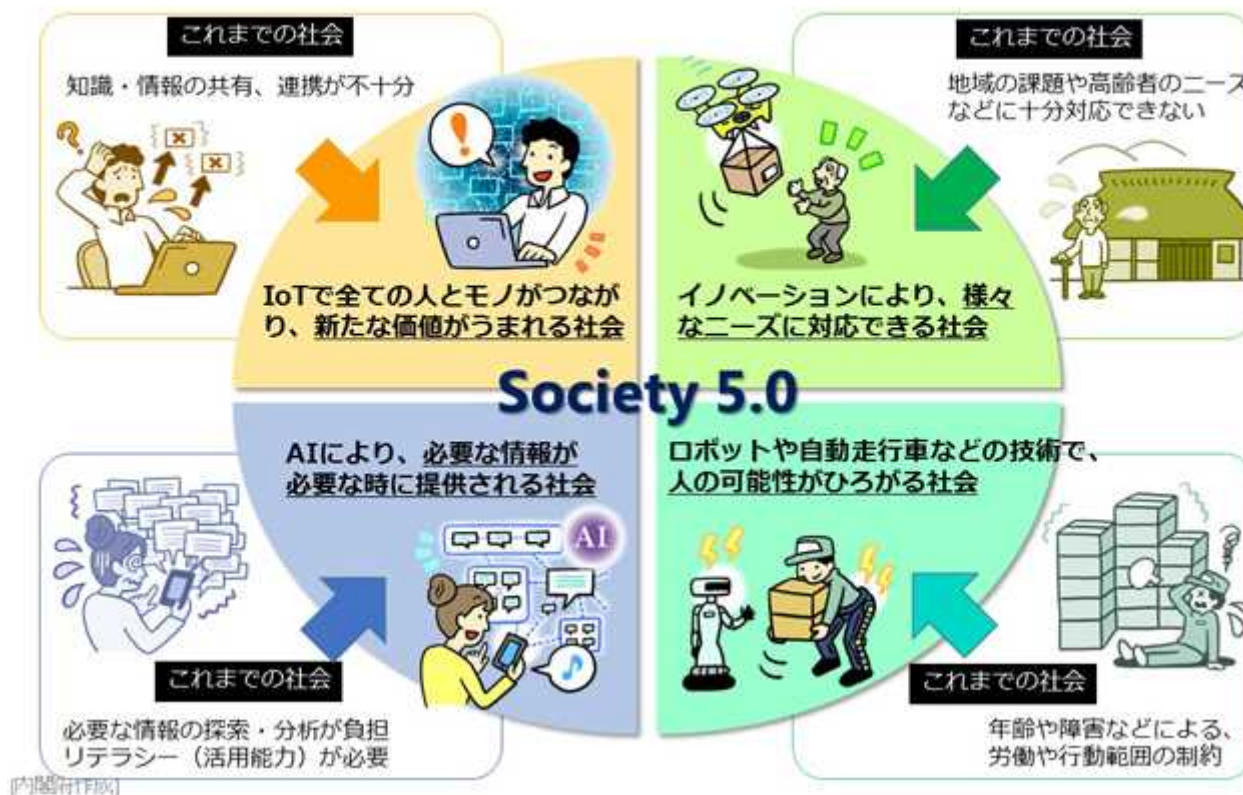 これまでの社会
知識・情報の共有、連携が不十分
IoTで全ての人とモノがつなが
り、新たな価値がうまれる社会
これまでの社会
地域の課題や高齢者のニーズ
などに十分対応できない
イノベーションにより、様々
なニーズに対応できる社会
Society 5.0
AIにより、必要な情報が
必要な時に提供される社会
AI
これまでの社会
必要な情報の探索・分析が負担
リテラシー（活用能力）が必要
ロボットや自動走行車などの技術で、
人の可能性がひろがる社会
これまでの社会
年齢や障害などによる、
労働や行動範囲の制約
[内閣府作成]